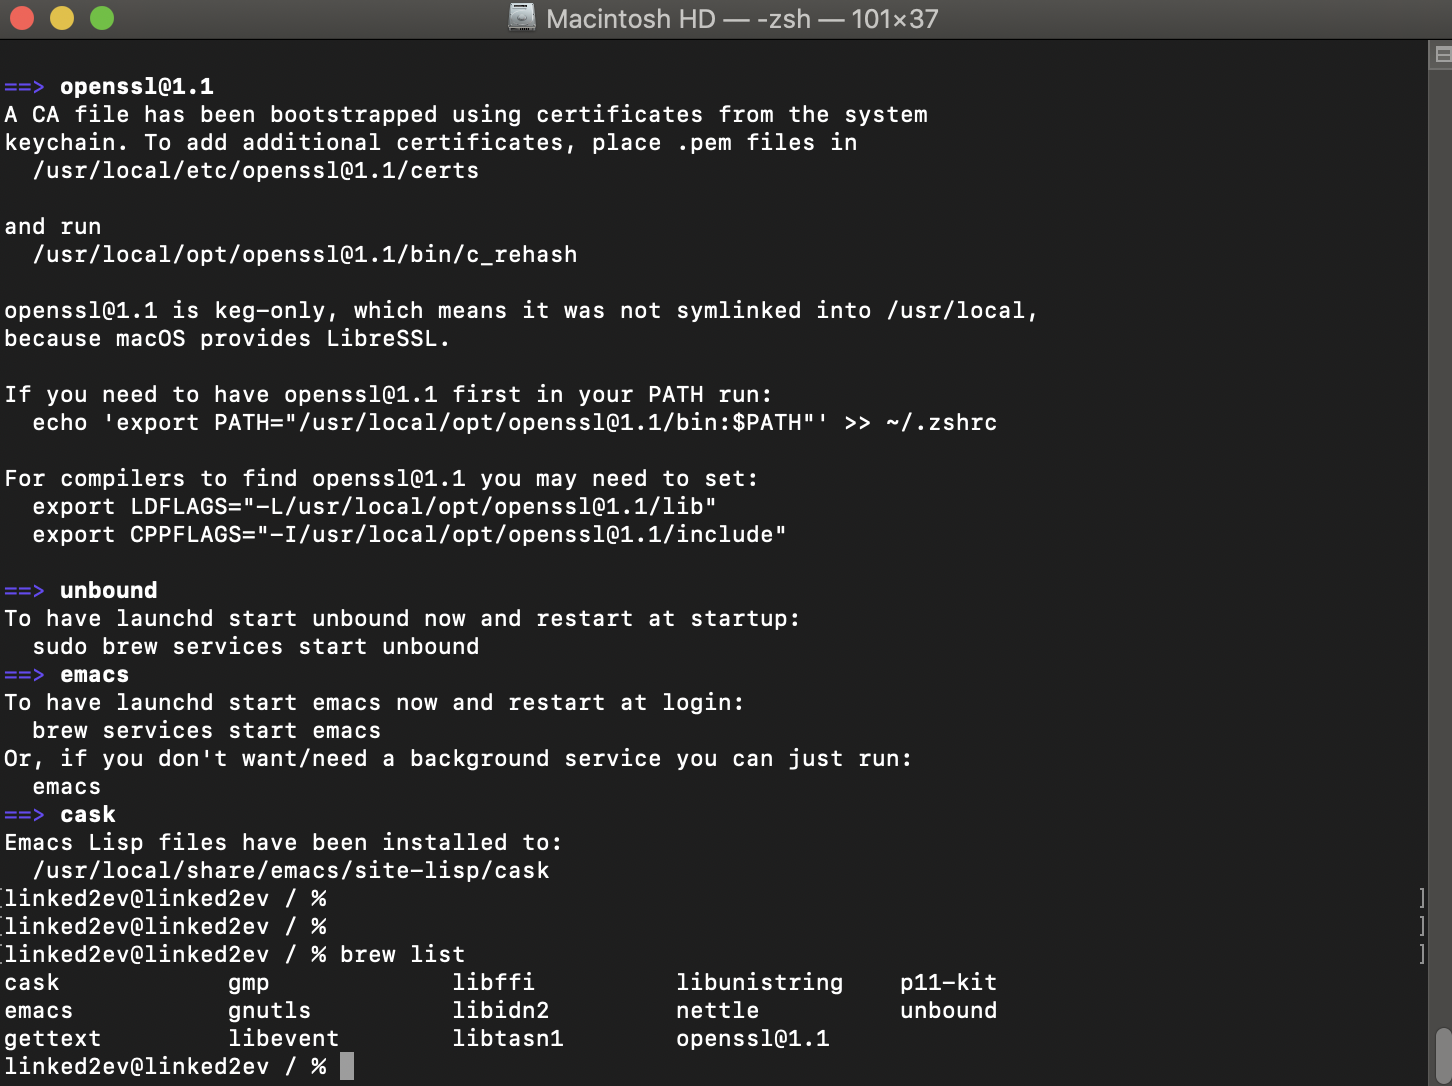 Macintosh HD — -zsh — 101×37
==> openssl@1.1
A CA file has been bootstrapped using certificates from the system
keychain. To add additional certificates, place .pem files in
  /usr/local/etc/openssl@1.1/certs

and run
  /usr/local/opt/openssl@1.1/bin/c_rehash

openssl@1.1 is keg-only, which means it was not symlinked into /usr/local,
because macOS provides LibreSSL.

If you need to have openssl@1.1 first in your PATH run:
  echo 'export PATH="/usr/local/opt/openssl@1.1/bin:$PATH"' >> ~/.zshrc

For compilers to find openssl@1.1 you may need to set:
  export LDFLAGS="-L/usr/local/opt/openssl@1.1/lib"
  export CPPFLAGS="-I/usr/local/opt/openssl@1.1/include"

==> unbound
To have launchd start unbound now and restart at startup:
  sudo brew services start unbound
==> emacs
To have launchd start emacs now and restart at login:
  brew services start emacs
Or, if you don't want/need a background service you can just run:
  emacs
==> cask
Emacs Lisp files have been installed to:
  /usr/local/share/emacs/site-lisp/cask
[linked2ev@linked2ev / % ]
[linked2ev@linked2ev / % ]
[linked2ev@linked2ev / % brew list ]
cask gmp libffi libunistring p11-kit
emacs gnutls libidn2 nettle unbound
gettext libevent libtasn1 openssl@1.1
linked2ev@linked2ev / %